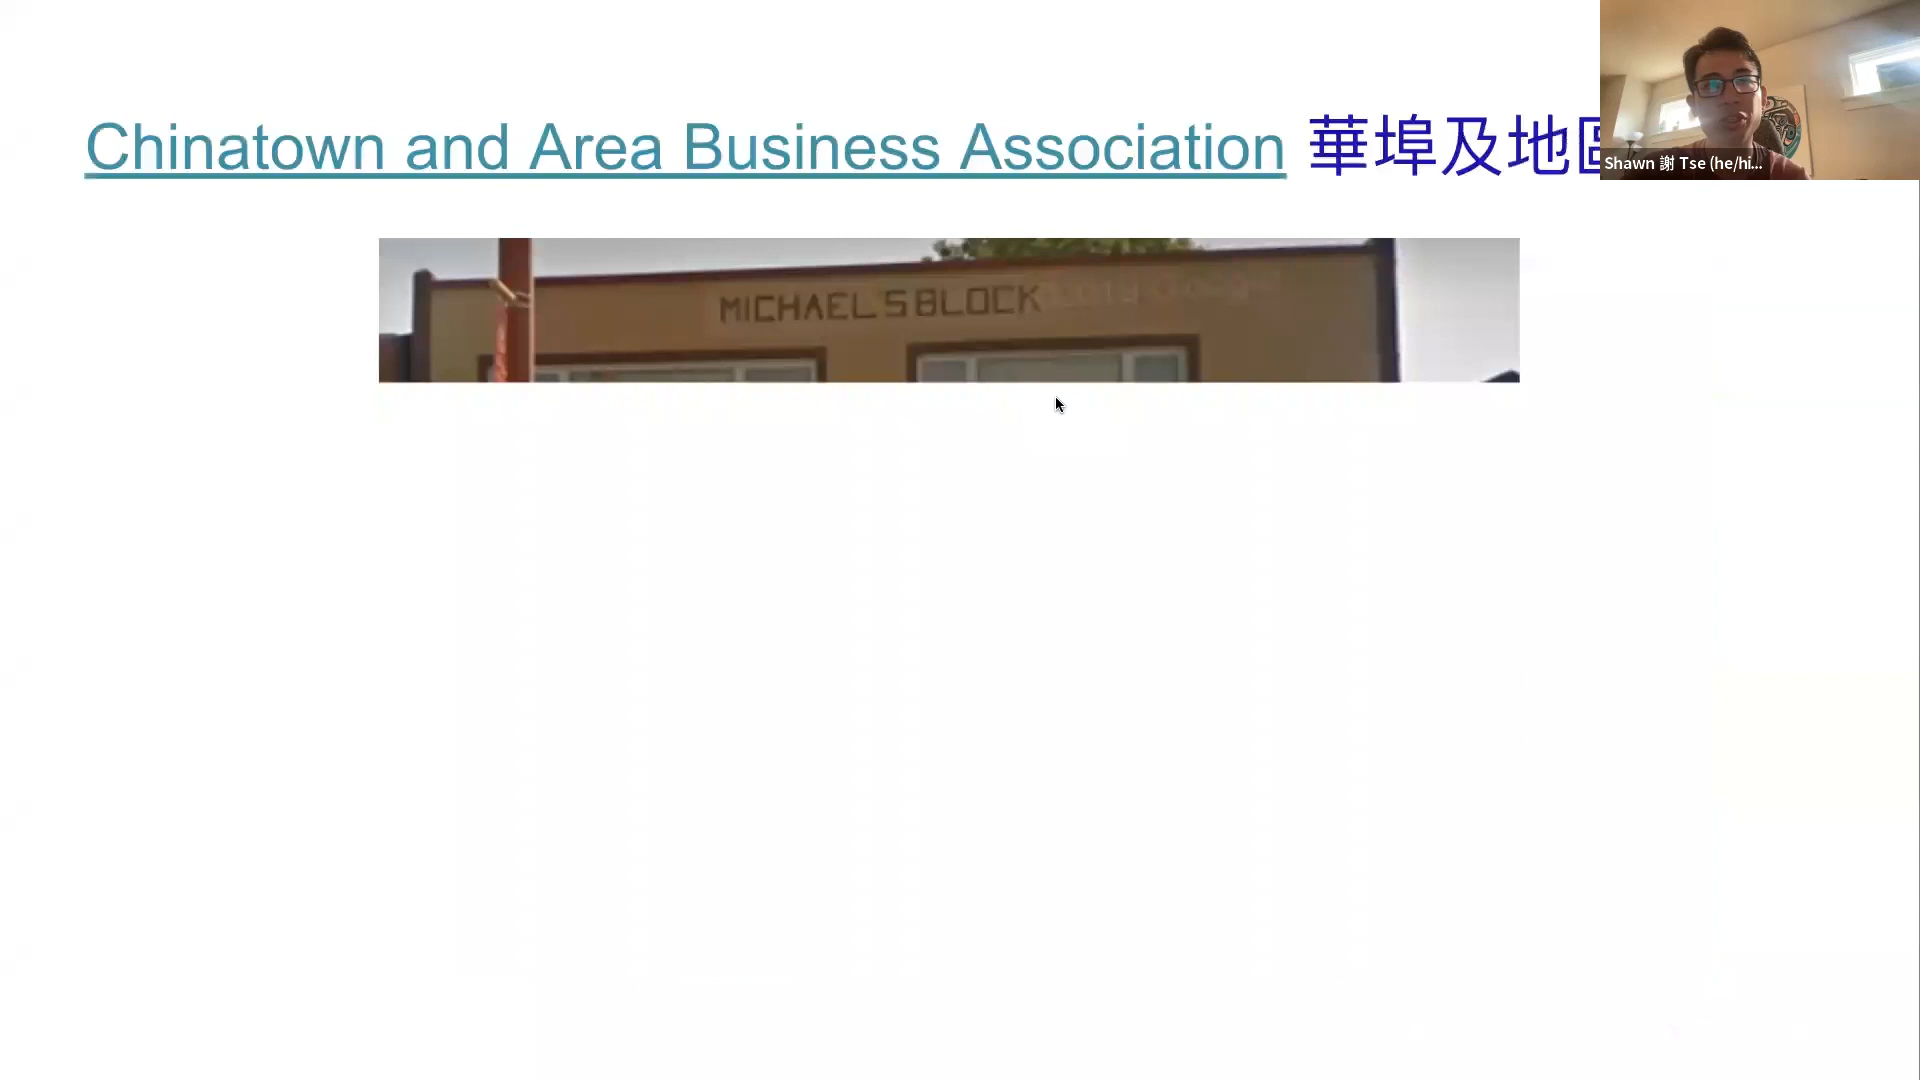 Chinatown and Area Business Association 華埠及地
Shawn 謝 Tse (he/hi...
MICHAEL'S BLOCK